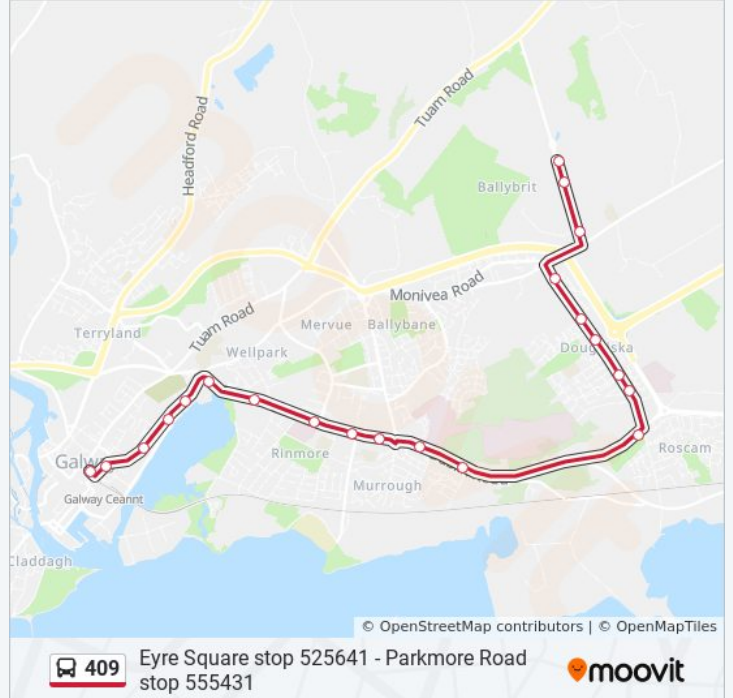 Headford Road
Tuam Road
Ballybrit
Monivea Road
Tuam Road
Mervue
Ballybane
Terryland
Wellpark
Galw
Rinmore
Roscam
Galway Ceannt
Murrough
Claddagh
© OpenStreetMap contributors | © OpenMapTiles
409
Eyre Square stop 525641 - Parkmore Road
stop 555431
moovit